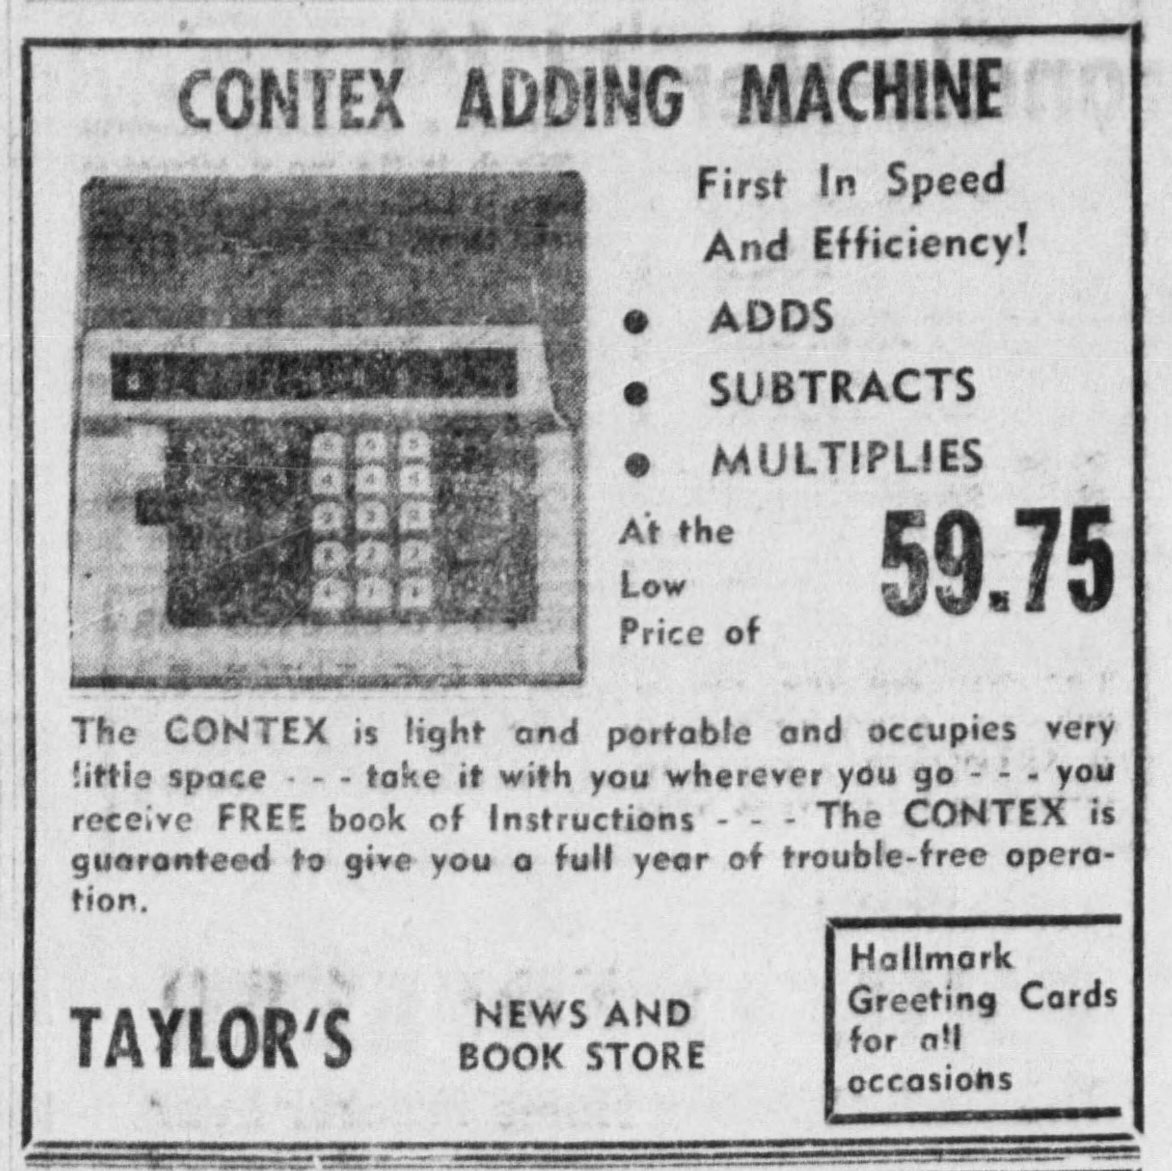 CONTEX ADDING MACHINE
First In Speed
And Efficiency!
• ADDS
• SUBTRACTS
• MULTIPLIES
At the
Low
Price of
59.75
The CONTEX is light and portable and occupies very
little space - - - take it with you wherever you go - - - you
receive FREE book of Instructions - - - The CONTEX is
guaranteed to give you a full year of trouble-free opera-
tion.
TAYLOR'S
NEWS AND
BOOK STORE
Hallmark
Greeting Cards
for all
occasions